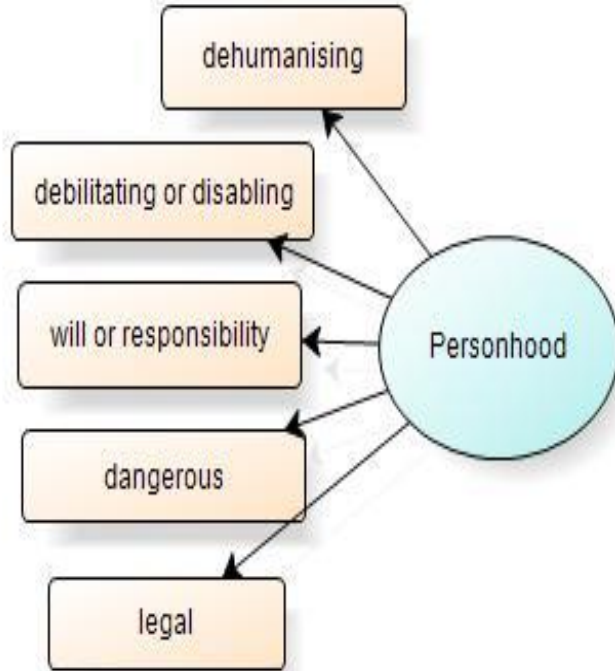 dehumanising
debilitating or disabling
will or responsibility
Personhood
dangerous
legal